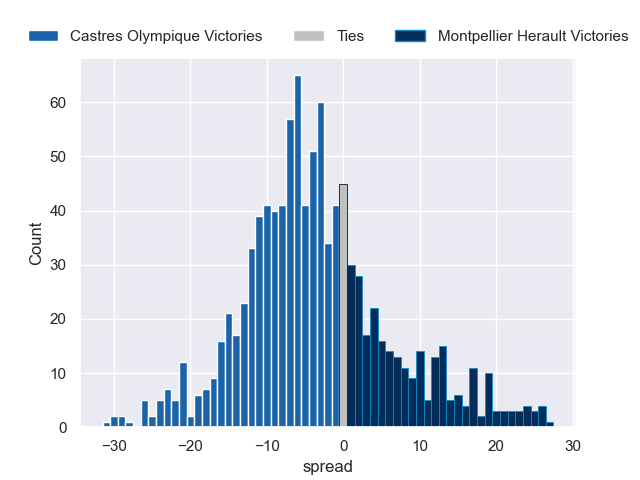 Castres Olympique Victories Ties Montpellier Herault Victories
60
50
40
30
20
10
0
Count
−30 −20 −10 0 10 20 30
spread